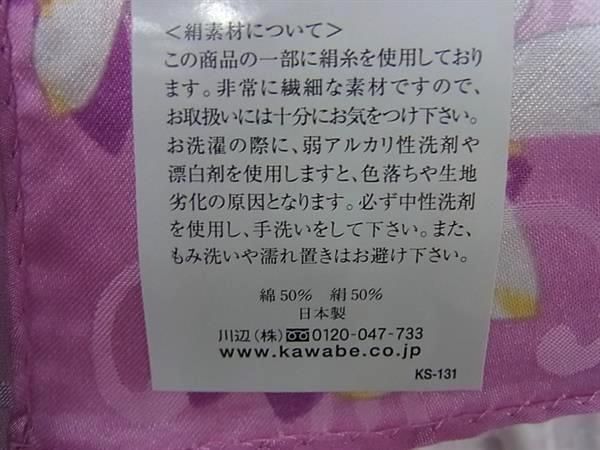 ＜絹素材について＞
この商品の一部に絹糸を使用しており
ます。非常に繊細な素材ですので、
お取扱いには十分にお気をつけ下さい。
お洗濯の際に、弱アルカリ性洗剤や
漂白剤を使用しますと、色落ちや生地
劣化の原因となります。必ず中性洗剤
を使用し、手洗いをして下さい。また、
もみ洗いや濡れ置きはお避け下さい。
綿50% 絹50%
日本製
川辺(株) 0120-047-733
www.kawabe.co.jp
KS-131